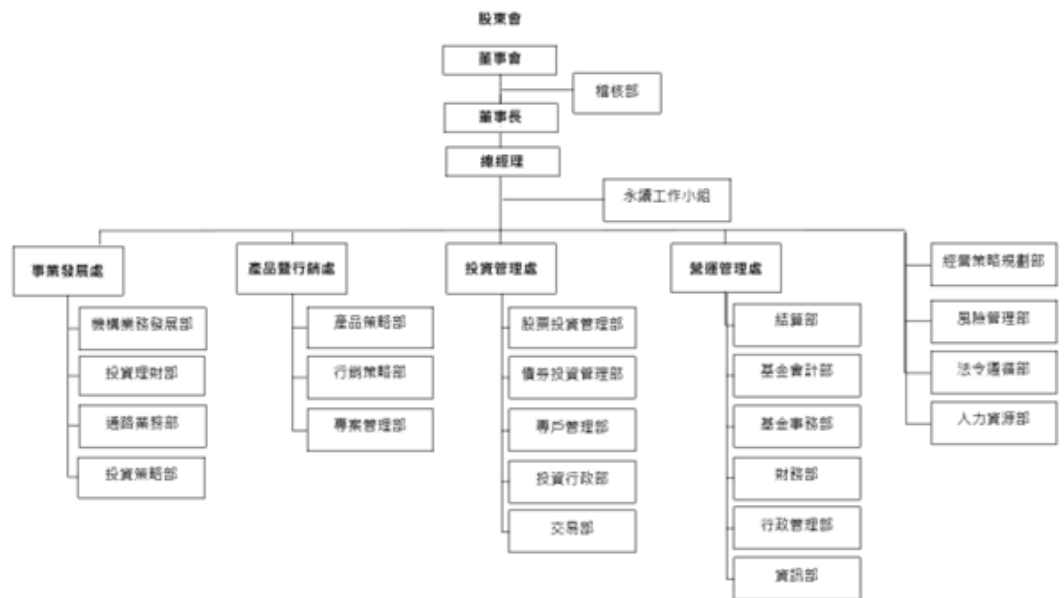 股東會
董事會
稽核部
董事長
總經理
永續工作小組
事業發展處
機構業務發展部
投資理財部
通路業務部
投資策略部
產品暨行銷處
產品策略部
行銷策略部
專案管理部
投資管理處
股票投資管理部
債券投資管理部
專戶管理部
投資行政部
交易部
營運管理處
結算部
基金會計部
基金事務部
財務部
行政管理部
資訊部
經營策略規劃部
風險管理部
法令遵循部
人力資源部